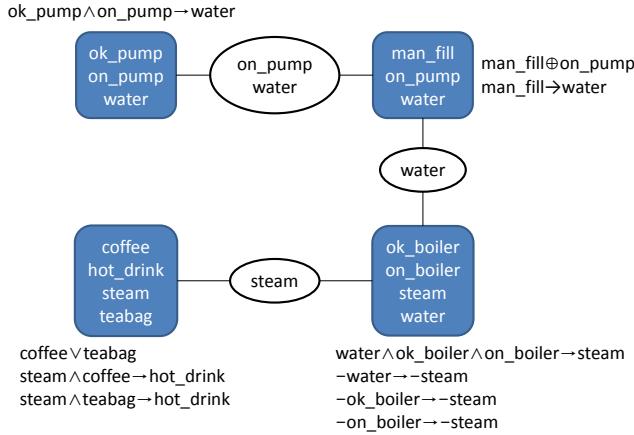 ok_pump∧on_pump→water
ok_pump
on_pump
water
on_pump
water
man_fill
on_pump
water
man_fill⊕on_pump
man_fill→water
water
coffee
hot_drink
steam
teabag
steam
ok_boiler
on_boiler
steam
water
coffee∨teabag
steam∧coffee→hot_drink
steam∧teabag→hot_drink
water∧ok_boiler∧on_boiler→steam
−water→−steam
−ok_boiler→−steam
−on_boiler→−steam